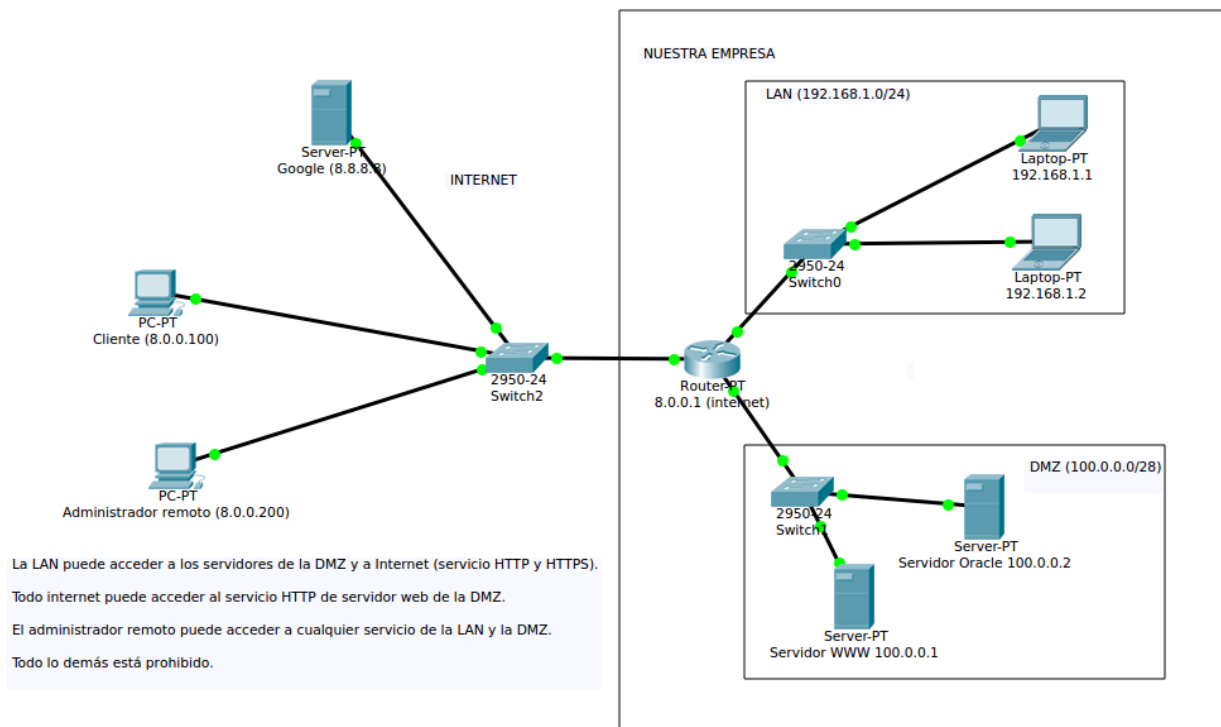 NUESTRA EMPRESA
LAN (192.168.1.0/24)
Server-PT
Google (8.8.8.8)
INTERNET
Laptop-PT
192.168.1.1
2950-24
Switch0
Laptop-PT
192.168.1.2
PC-PT
Cliente (8.0.0.100)
2950-24
Switch2
Router-PT
8.0.0.1 (internet)
PC-PT
Administrador remoto (8.0.0.200)
DMZ (100.0.0.0/28)
2950-24
Switch1
Server-PT
Servidor Oracle 100.0.0.2
Server-PT
Servidor WWW 100.0.0.1
La LAN puede acceder a los servidores de la DMZ y a Internet (servicio HTTP y HTTPS).
Todo internet puede acceder al servicio HTTP de servidor web de la DMZ.
El administrador remoto puede acceder a cualquier servicio de la LAN y la DMZ.
Todo lo demás está prohibido.